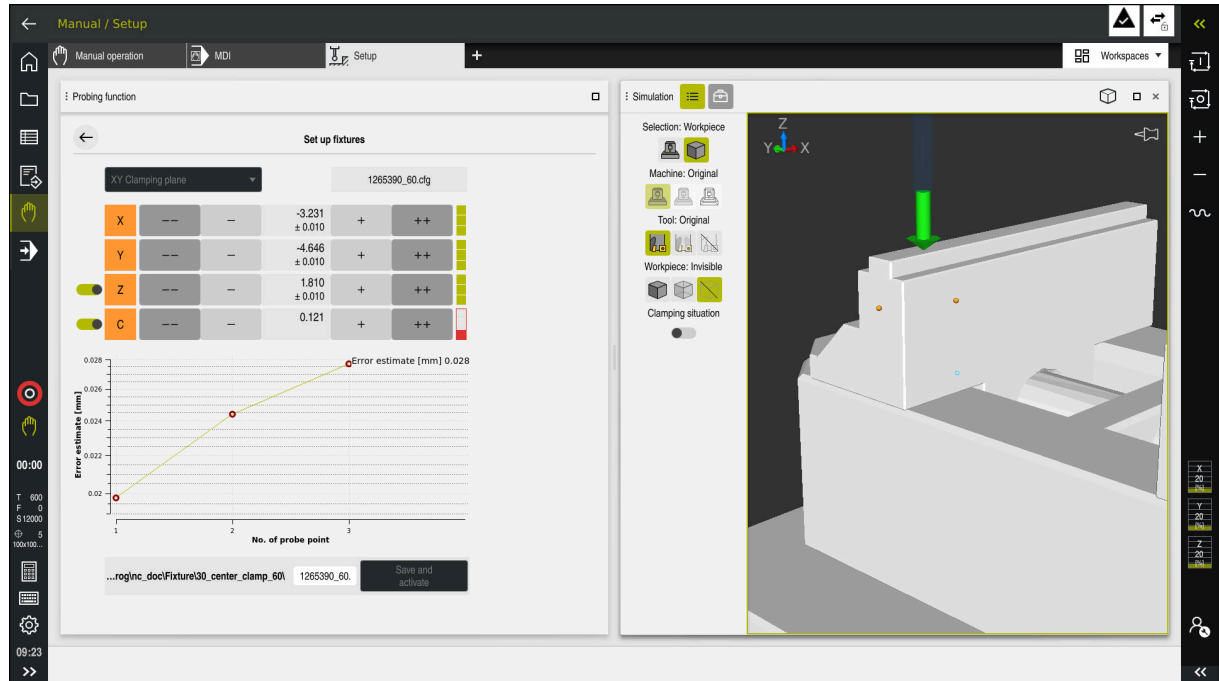 Manual / Setup
Manual operation
MDI
Setup
+
Workspaces
Probing function
Set up fixtures
XY Clamping plane
1265390_60.cfg
X -- - -3.231 + ++
± 0.010
Y -- - -4.646 + ++
± 0.010
Z -- - 1.810 + ++
± 0.010
C -- - 0.121 + ++
Error estimate [mm] 0.028
0.028
0.026
0.024
0.022
0.02
Error estimate [mm]
1 2 3
No. of probe point
...rog\nc_doc\Fixture\30_center_clamp_60\ 1265390_60. Save and
activate
Simulation
Selection: Workpiece
Machine: Original
Tool: Original
Workpiece: Invisible
Clamping situation
Z
Y X
00:00
T 600
F 0
S 12000
5
100x100...
09:23
X
20
[%]
Y
20
[%]
Z
20
[%]